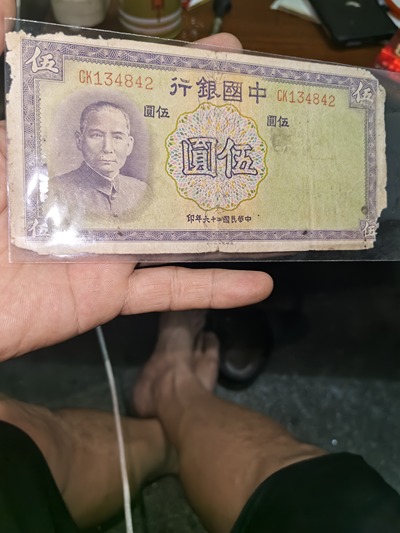 伍 伍
GK134842 中國銀行 GK134842
伍圓 伍圓
伍圓
中華民國二十六年印
伍 伍